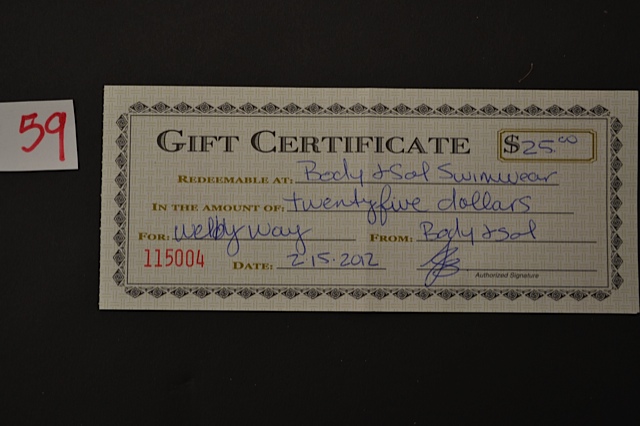 59
GIFT CERTIFICATE $25.00
REDEEMABLE AT: Body & Sol Swimwear
IN THE AMOUNT OF: twentyfive dollars
FOR: Welby Way FROM: Body & Sol
115004 DATE: 2-15-2012
Authorized Signature